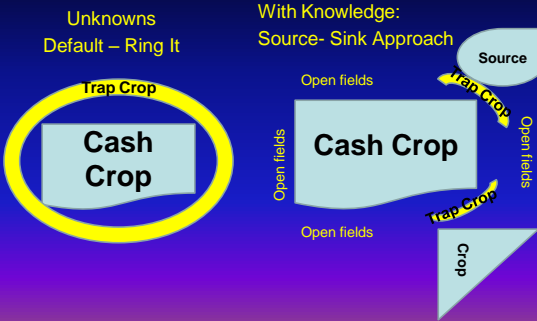 Unknowns
Default – Ring It
Trap Crop
Cash
Crop
With Knowledge:
Source- Sink Approach
Source
Open fields
Trap Crop
Open fields
Cash Crop
Open fields
Trap Crop
Open fields
Crop